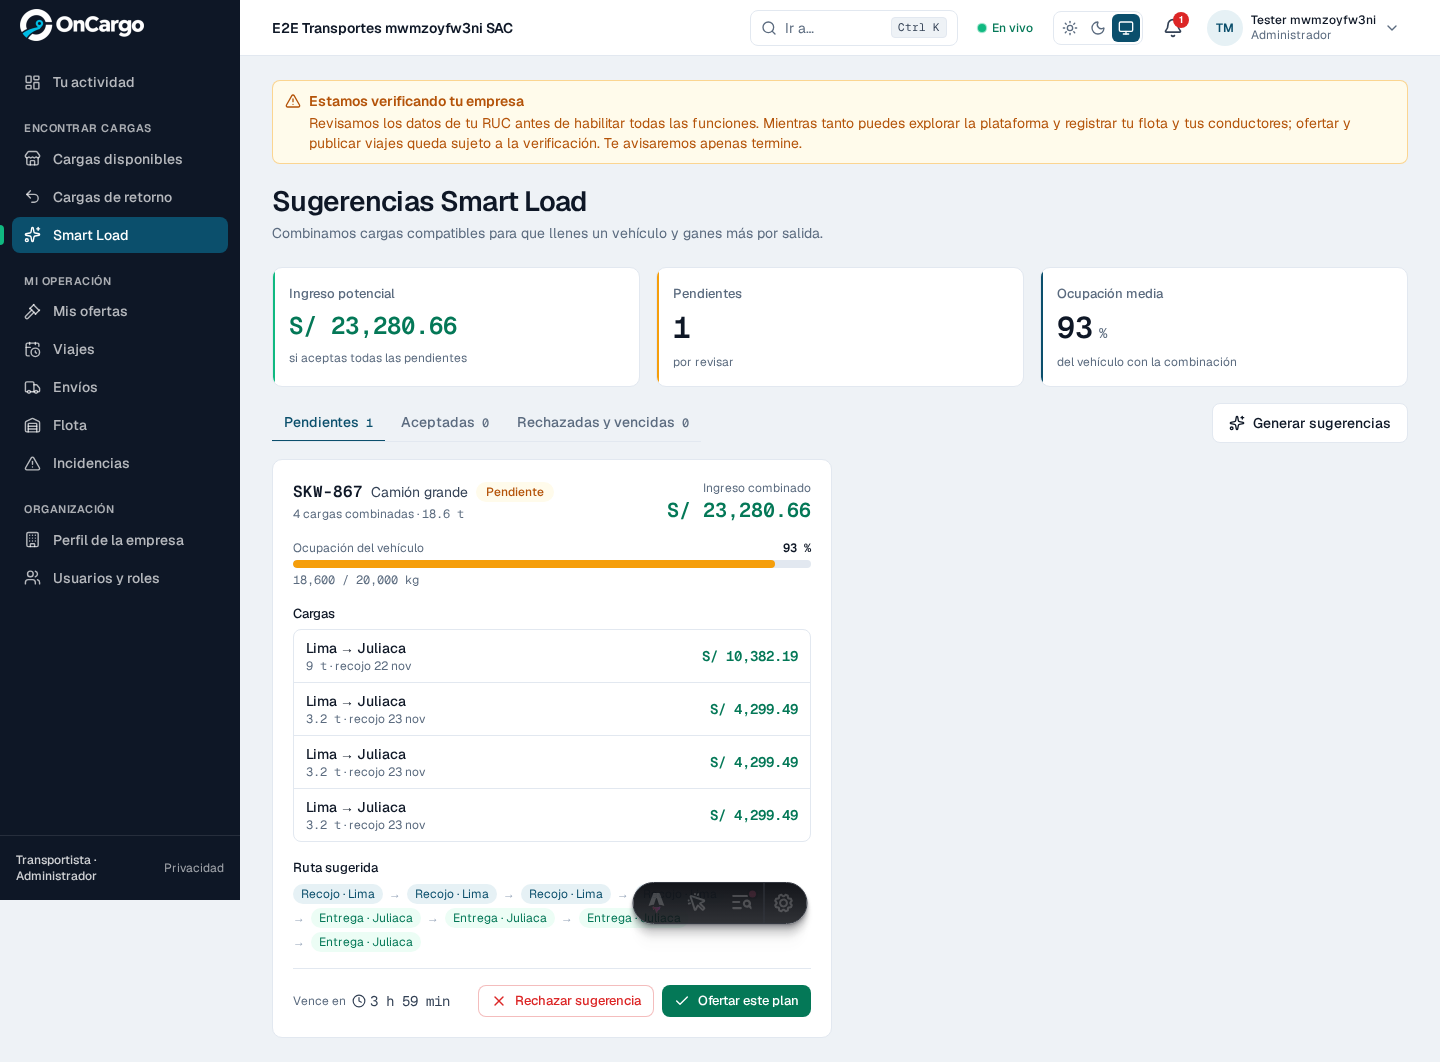 OnCargo
E2E Transportes mwmzoyfw3ni SAC
Ir a...
Ctrl K
En vivo
1
TM
Tester mwmzoyfw3ni
Administrador
Tu actividad
ENCONTRAR CARGAS
Cargas disponibles
Cargas de retorno
Smart Load
MI OPERACIÓN
Mis ofertas
Viajes
Envíos
Flota
Incidencias
ORGANIZACIÓN
Perfil de la empresa
Usuarios y roles
Transportista ·
Administrador
Privacidad
Estamos verificando tu empresa
Revisamos los datos de tu RUC antes de habilitar todas las funciones. Mientras tanto puedes explorar la plataforma y registrar tu flota y tus conductores; ofertar y
publicar viajes queda sujeto a la verificación. Te avisaremos apenas termine.
Sugerencias Smart Load
Combinamos cargas compatibles para que llenes un vehículo y ganes más por salida.
Ingreso potencial
S/ 23,280.66
si aceptas todas las pendientes
Pendientes
1
por revisar
Ocupación media
93 %
del vehículo con la combinación
Pendientes 1
Aceptadas 0
Rechazadas y vencidas 0
Generar sugerencias
SKW-867 Camión grande Pendiente
4 cargas combinadas · 18.6 t
Ingreso combinado
S/ 23,280.66
Ocupación del vehículo 93 %
18,600 / 20,000 kg
Cargas
Lima → Juliaca
9 t · recojo 22 nov
S/ 10,382.19
Lima → Juliaca
3.2 t · recojo 23 nov
S/ 4,299.49
Lima → Juliaca
3.2 t · recojo 23 nov
S/ 4,299.49
Lima → Juliaca
3.2 t · recojo 23 nov
S/ 4,299.49
Ruta sugerida
Recojo · Lima → Recojo · Lima → Recojo · Lima →
→ Entrega · Juliaca → Entrega · Juliaca → Entrega · Juliaca
→ Entrega · Juliaca
Vence en 3 h 59 min
Rechazar sugerencia
Ofertar este plan